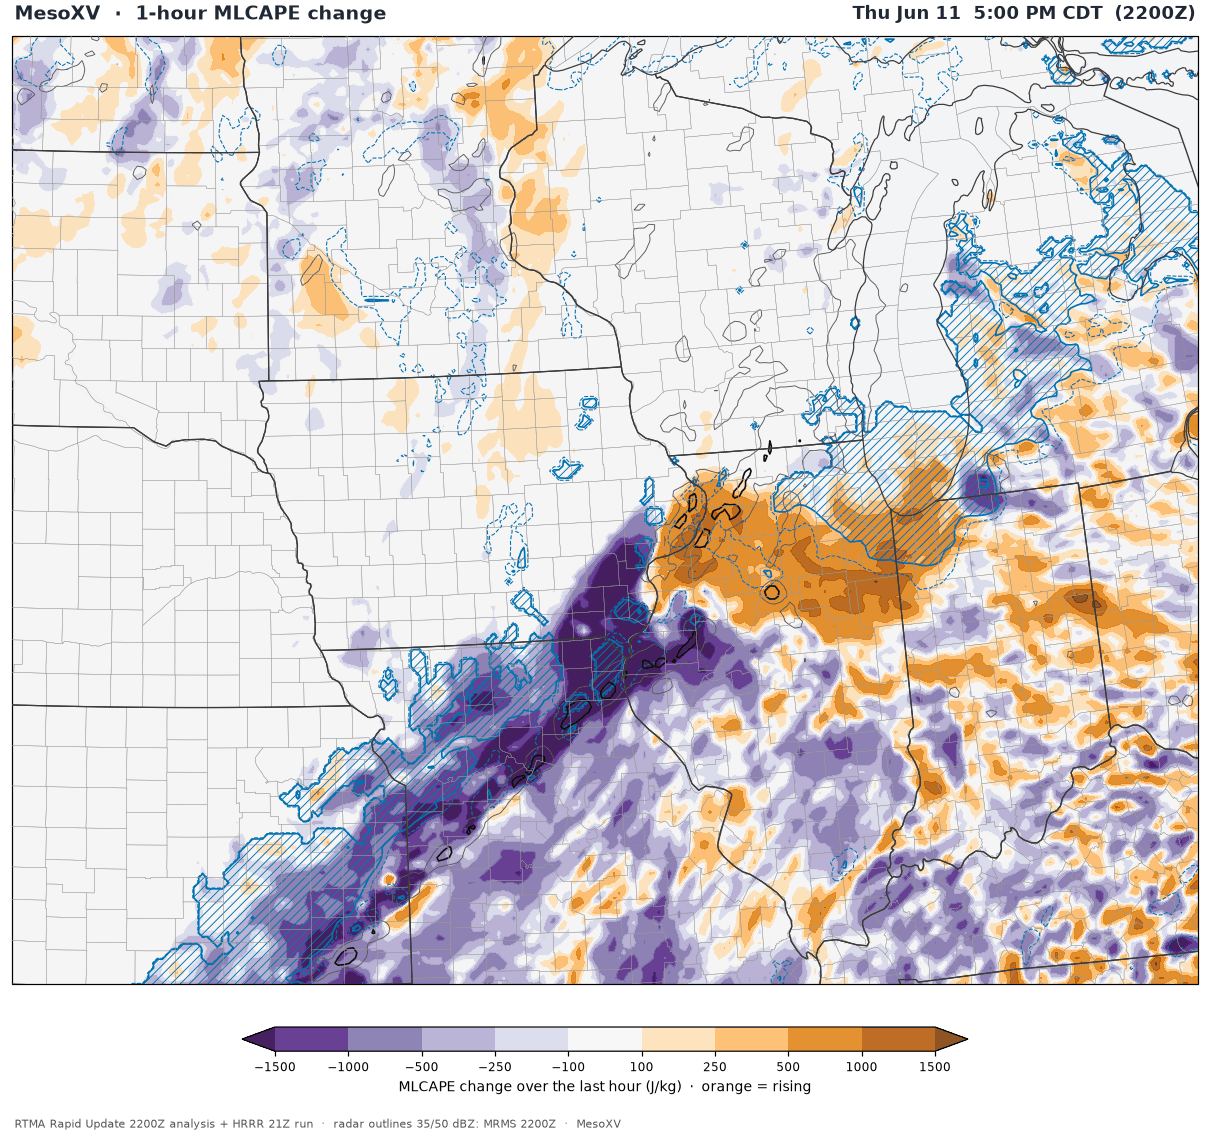 MesoXV · 1-hour MLCAPE change
Thu Jun 11 5:00 PM CDT (2200Z)
−1500 −1000 −500 −250 −100 100 250 500 1000 1500
MLCAPE change over the last hour (J/kg) · orange = rising
RTMA Rapid Update 2200Z analysis + HRRR 21Z run · radar outlines 35/50 dBZ: MRMS 2200Z · MesoXV